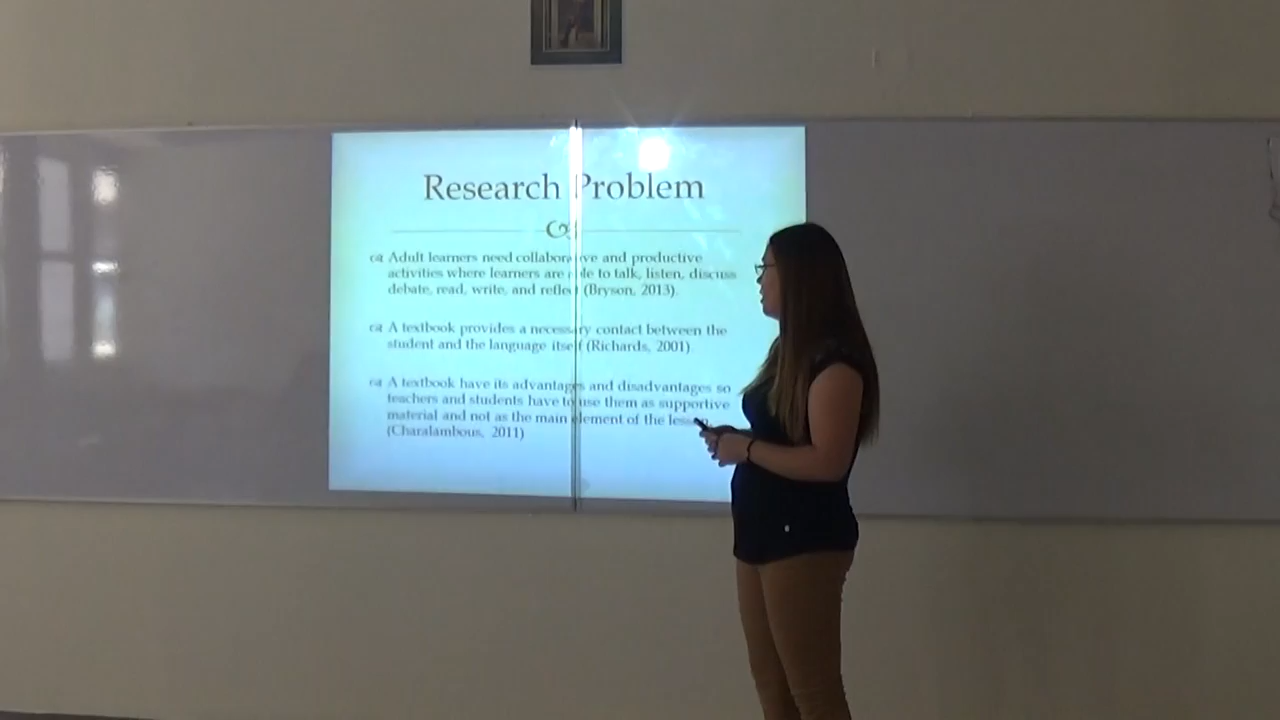 Research Problem
Adult learners need collaborative and productive
activities where learners are able to talk, listen, discuss
debate, read, write, and reflect (Bryson, 2013).
A textbook provides a necessary contact between the
student and the language itself (Richards, 2001).
A textbook have its advantages and disadvantages so
teachers and students have to use them as supportive
material and not as the main element of the lesson.
(Charalambous, 2011)